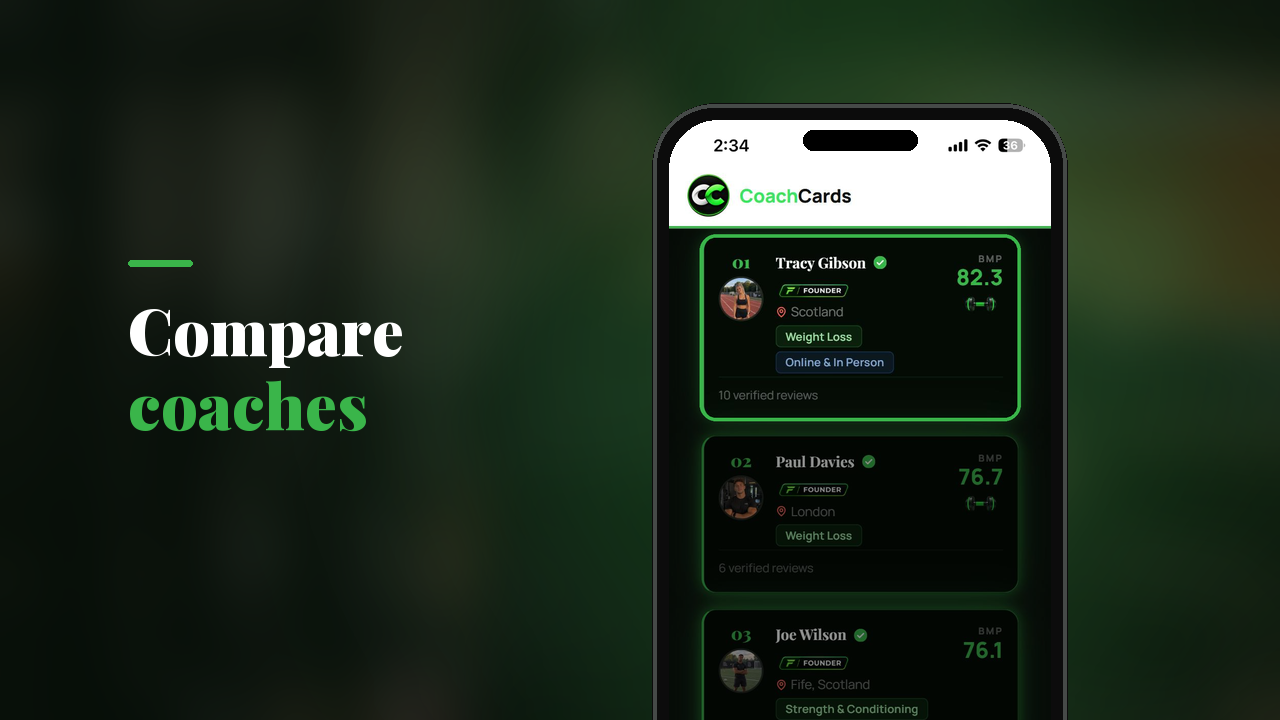 Compare
coaches
2:34
36
CC CoachCards
01 Tracy Gibson BMP
82.3
F / FOUNDER
Scotland
Weight Loss
Online & In Person
10 verified reviews
02 Paul Davies BMP
76.7
F / FOUNDER
London
Weight Loss
6 verified reviews
03 Joe Wilson BMP
76.1
F / FOUNDER
Fife, Scotland
Strength & Conditioning